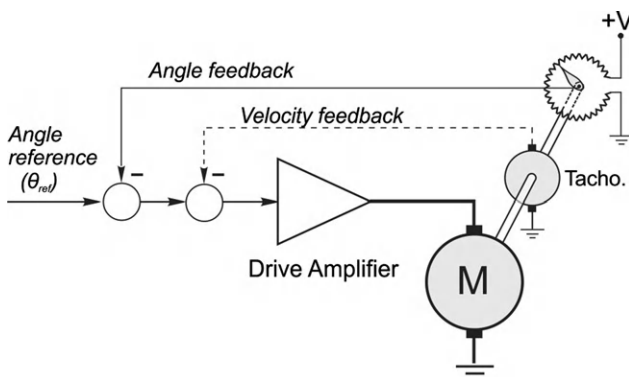 +V
Angle feedback
Velocity feedback
Angle
reference
(θref)
–
–
Tacho.
Drive Amplifier
M